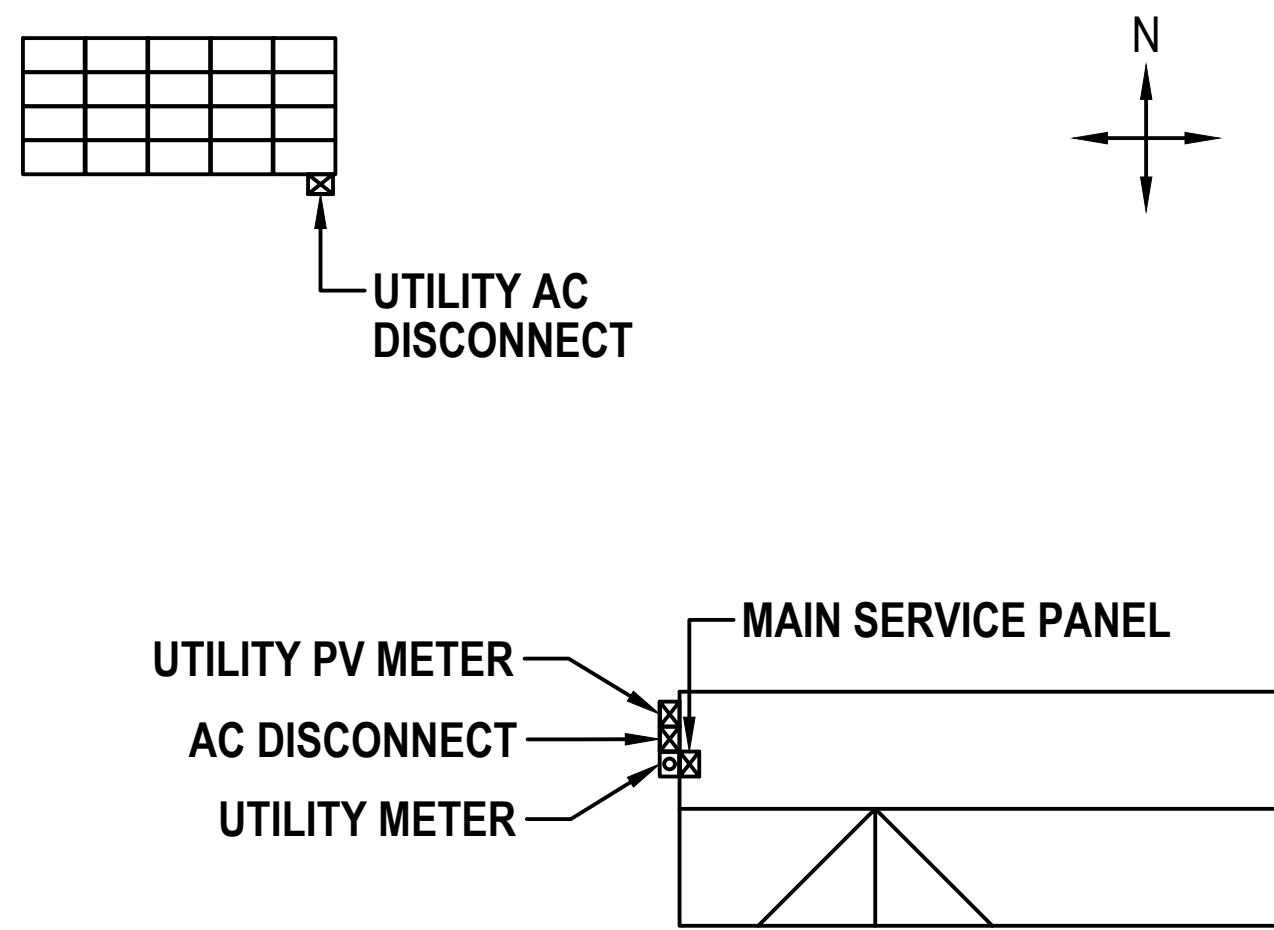 N
UTILITY AC
DISCONNECT
MAIN SERVICE PANEL
UTILITY PV METER
AC DISCONNECT
UTILITY METER